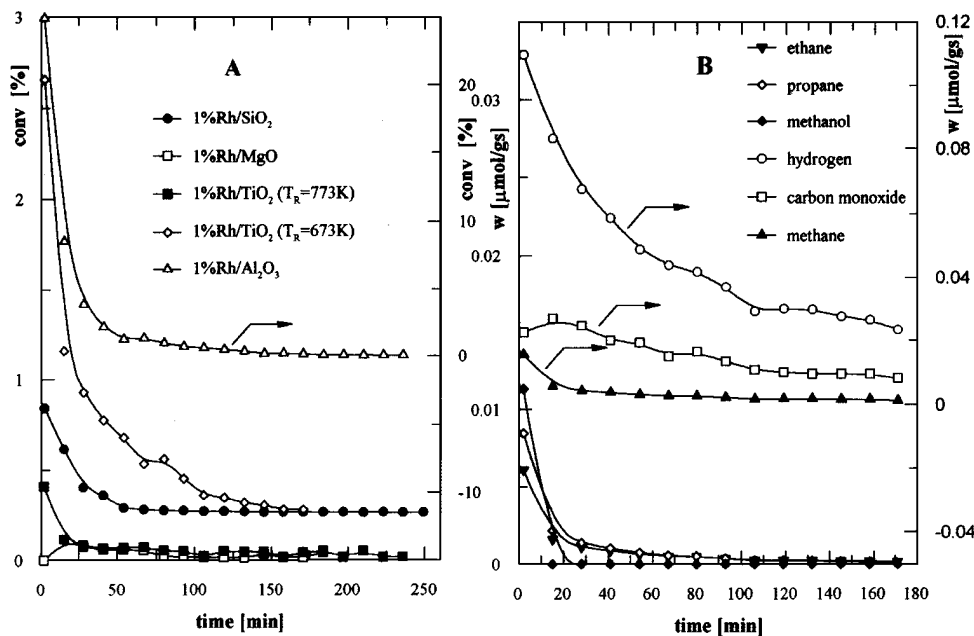 A
conv [%]
3
2
1
0
1%Rh/SiO₂
1%Rh/MgO
1%Rh/TiO₂ (T_R=773K)
1%Rh/TiO₂ (T_R=673K)
1%Rh/Al₂O₃
20
10
0
-10
conv [%]
0 50 100 150 200 250
time [min]
B
w [μmol/gs]
0.03
0.02
0.01
0
ethane
propane
methanol
hydrogen
carbon monoxide
methane
0.12
0.08
0.04
0
-0.04
w [μmol/gs]
0 20 40 60 80 100 120 140 160 180
time [min]